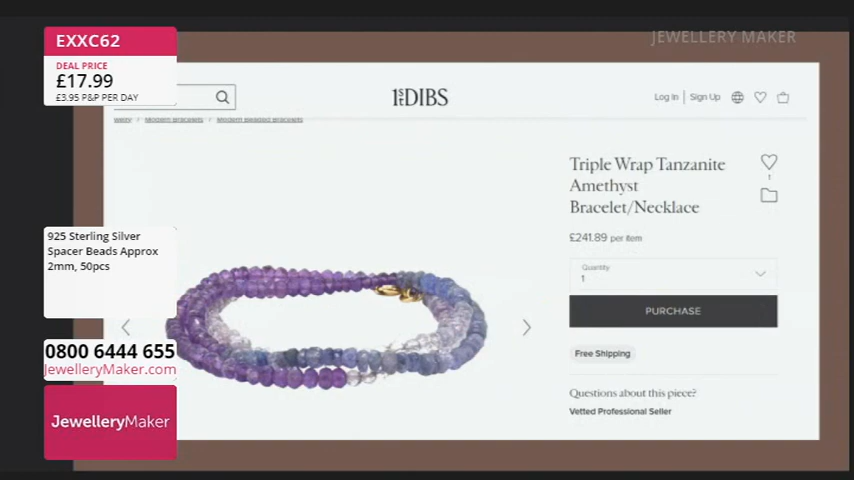 EXXC62
DEAL PRICE
£17.99
£3.95 P&P PER DAY
JEWELLERY MAKER
1STDIBS
Log In | Sign Up
Jewelry / Modern Bracelets / Modern Beaded Bracelets
Triple Wrap Tanzanite
Amethyst
Bracelet/Necklace
1
£241.89 per item
Quantity
1
PURCHASE
Free Shipping
Questions about this piece?
Vetted Professional Seller
925 Sterling Silver
Spacer Beads Approx
2mm, 50pcs
0800 6444 655
JewelleryMaker.com
JewelleryMaker